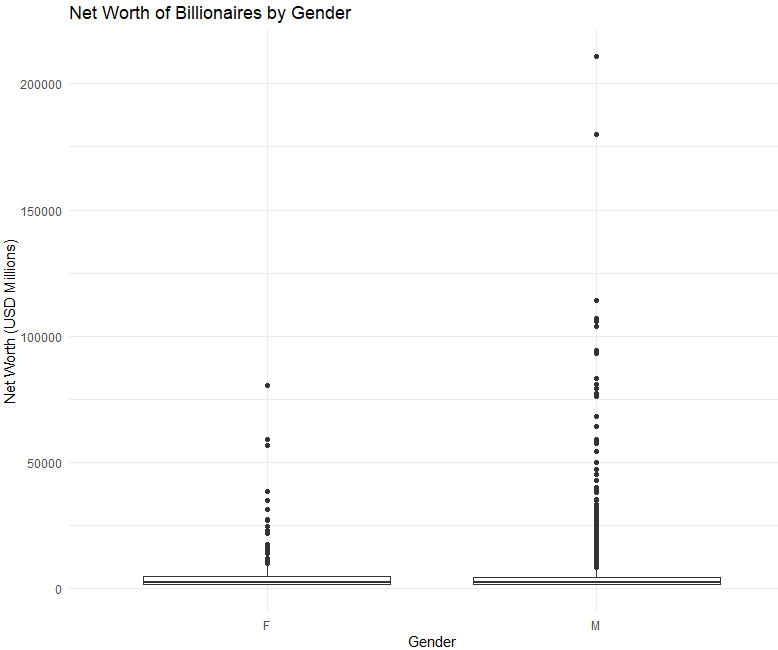 Net Worth of Billionaires by Gender
Net Worth (USD Millions)
200000
150000
100000
50000
0
F
M
Gender